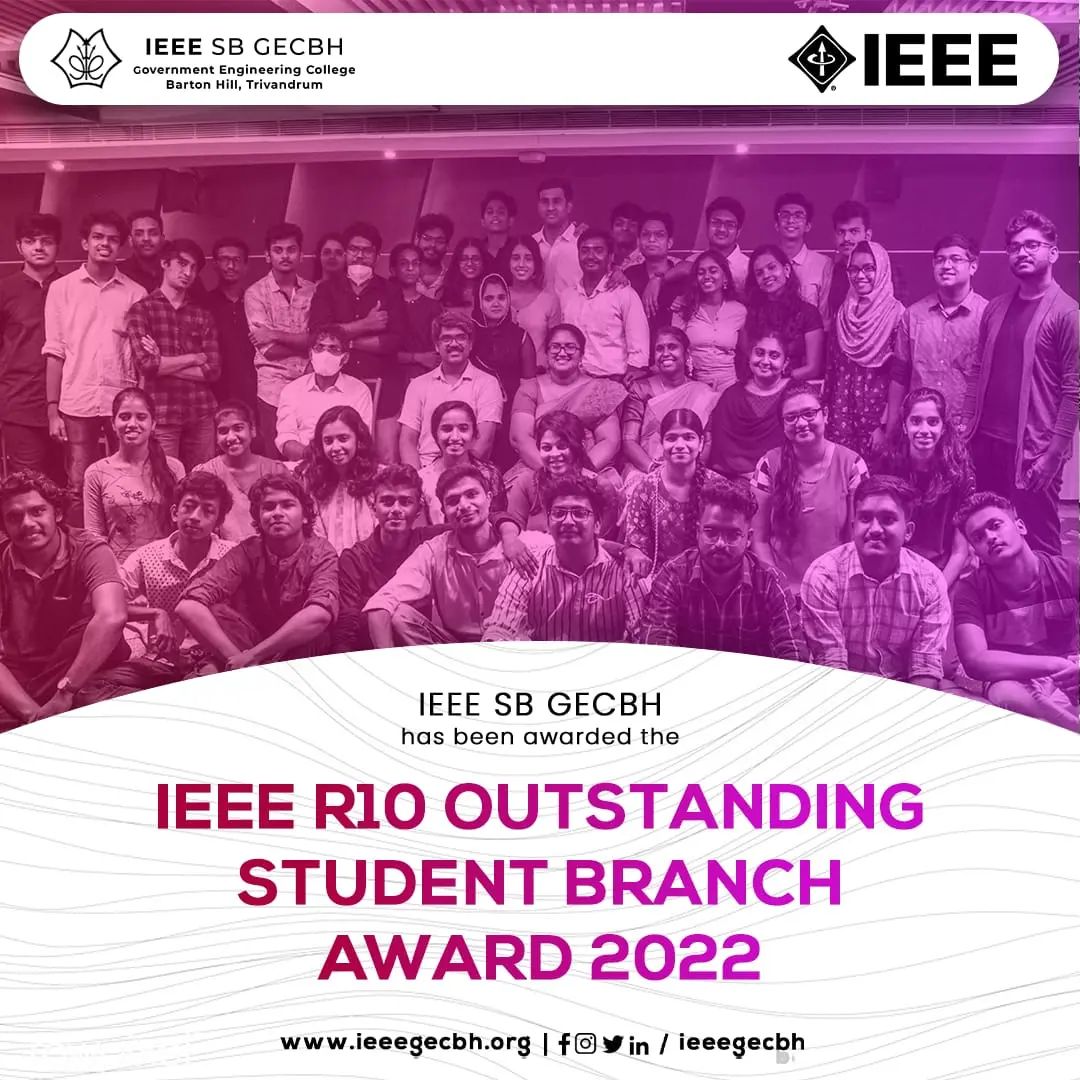 IEEE SB GECBH
Government Engineering College
Barton Hill, Trivandrum
IEEE
IEEE SB GECBH
has been awarded the
IEEE R10 OUTSTANDING
STUDENT BRANCH
AWARD 2022
www.ieeegecbh.org | / ieeegecbh